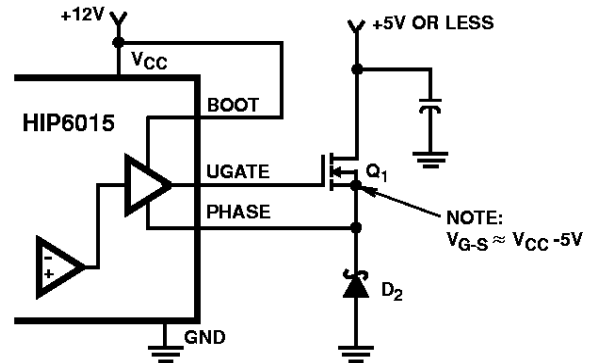 +12V
+5V OR LESS
VCC
BOOT
HIP6015
UGATE
Q1
PHASE
NOTE:
VG-S ≈ VCC -5V
-
+
D2
GND